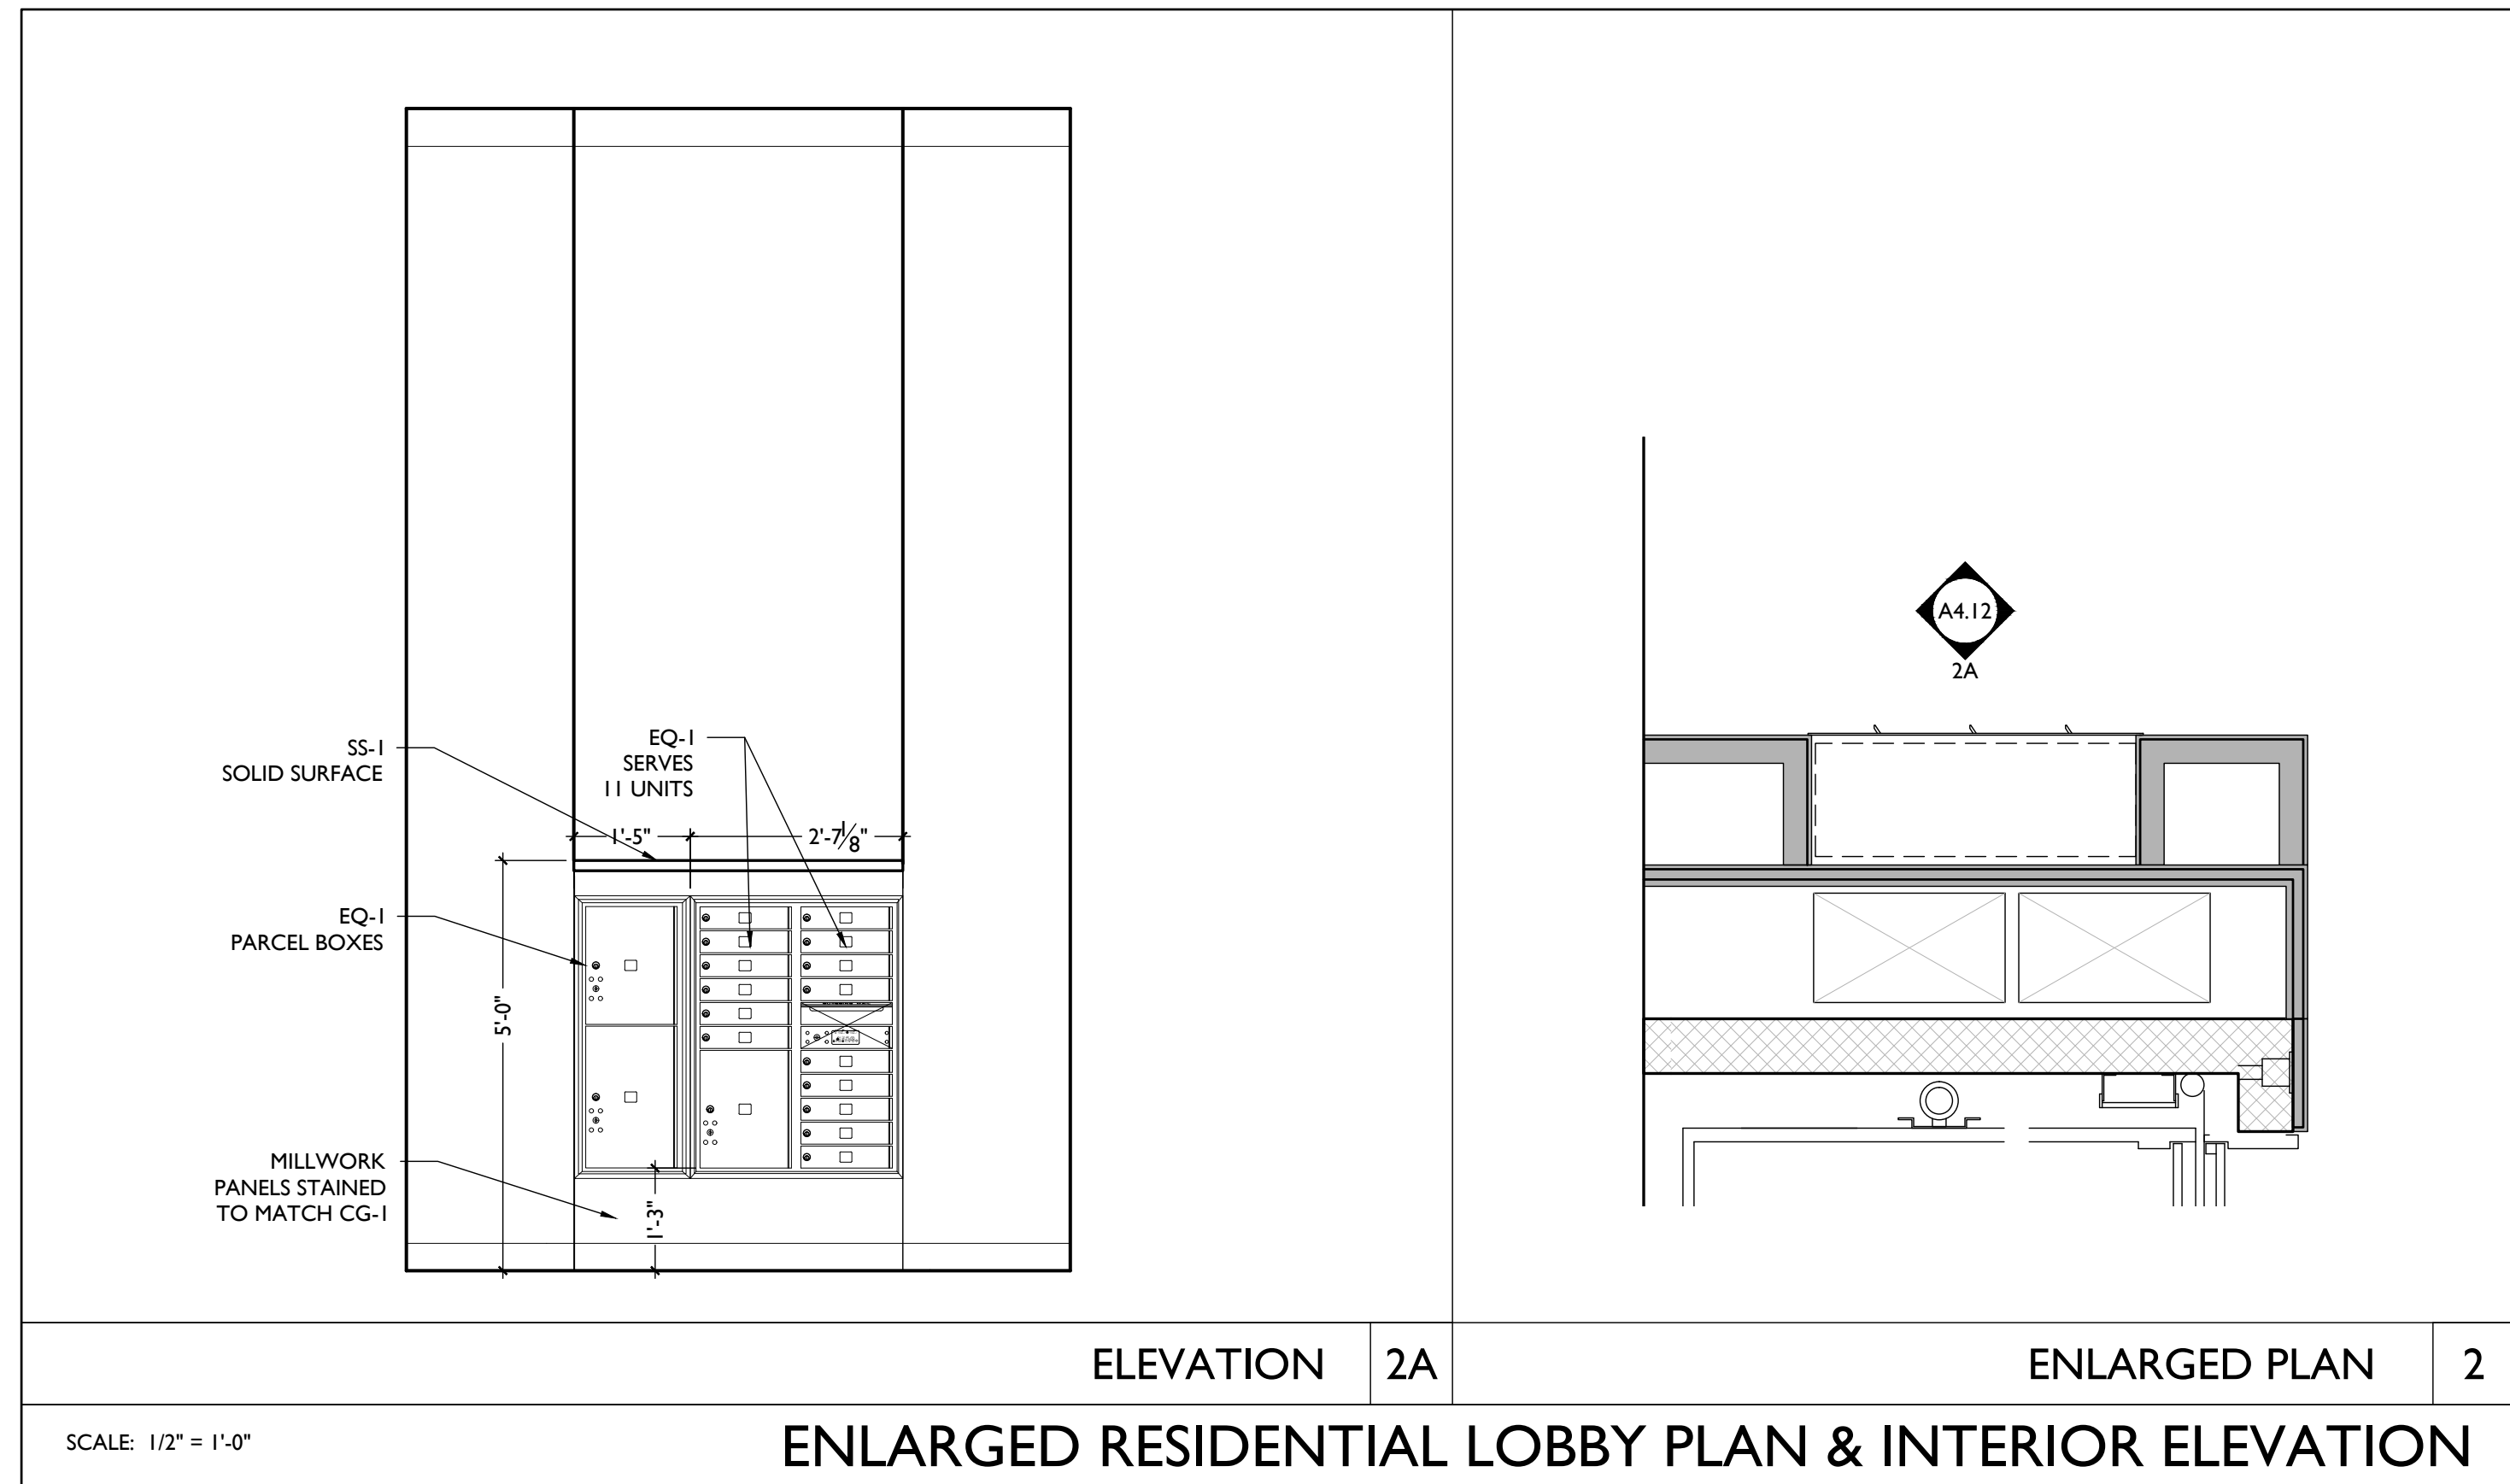 SS-1
SOLID SURFACE
EQ-1
SERVES
11 UNITS
1'-5"
2'-7 1/8"
EQ-1
PARCEL BOXES
5'-0"
MILLWORK
PANELS STAINED
TO MATCH CG-1
1'-3"
A4.12
2A
ELEVATION
2A
ENLARGED PLAN
2
SCALE: 1/2" = 1'-0"
ENLARGED RESIDENTIAL LOBBY PLAN & INTERIOR ELEVATION